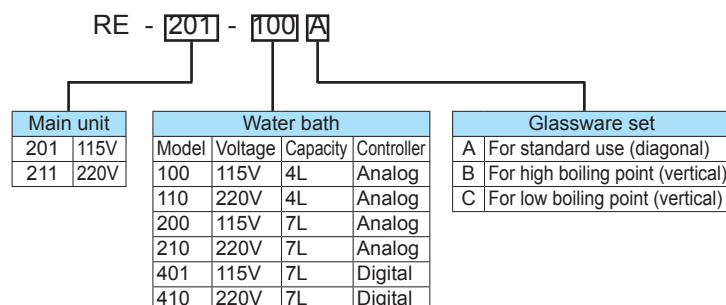 RE - 201 - 100 A
Main unit
201 115V
211 220V
Water bath
Model Voltage Capacity Controller
100 115V 4L Analog
110 220V 4L Analog
200 115V 7L Analog
210 220V 7L Analog
401 115V 7L Digital
410 220V 7L Digital
Glassware set
A For standard use (diagonal)
B For high boiling point (vertical)
C For low boiling point (vertical)